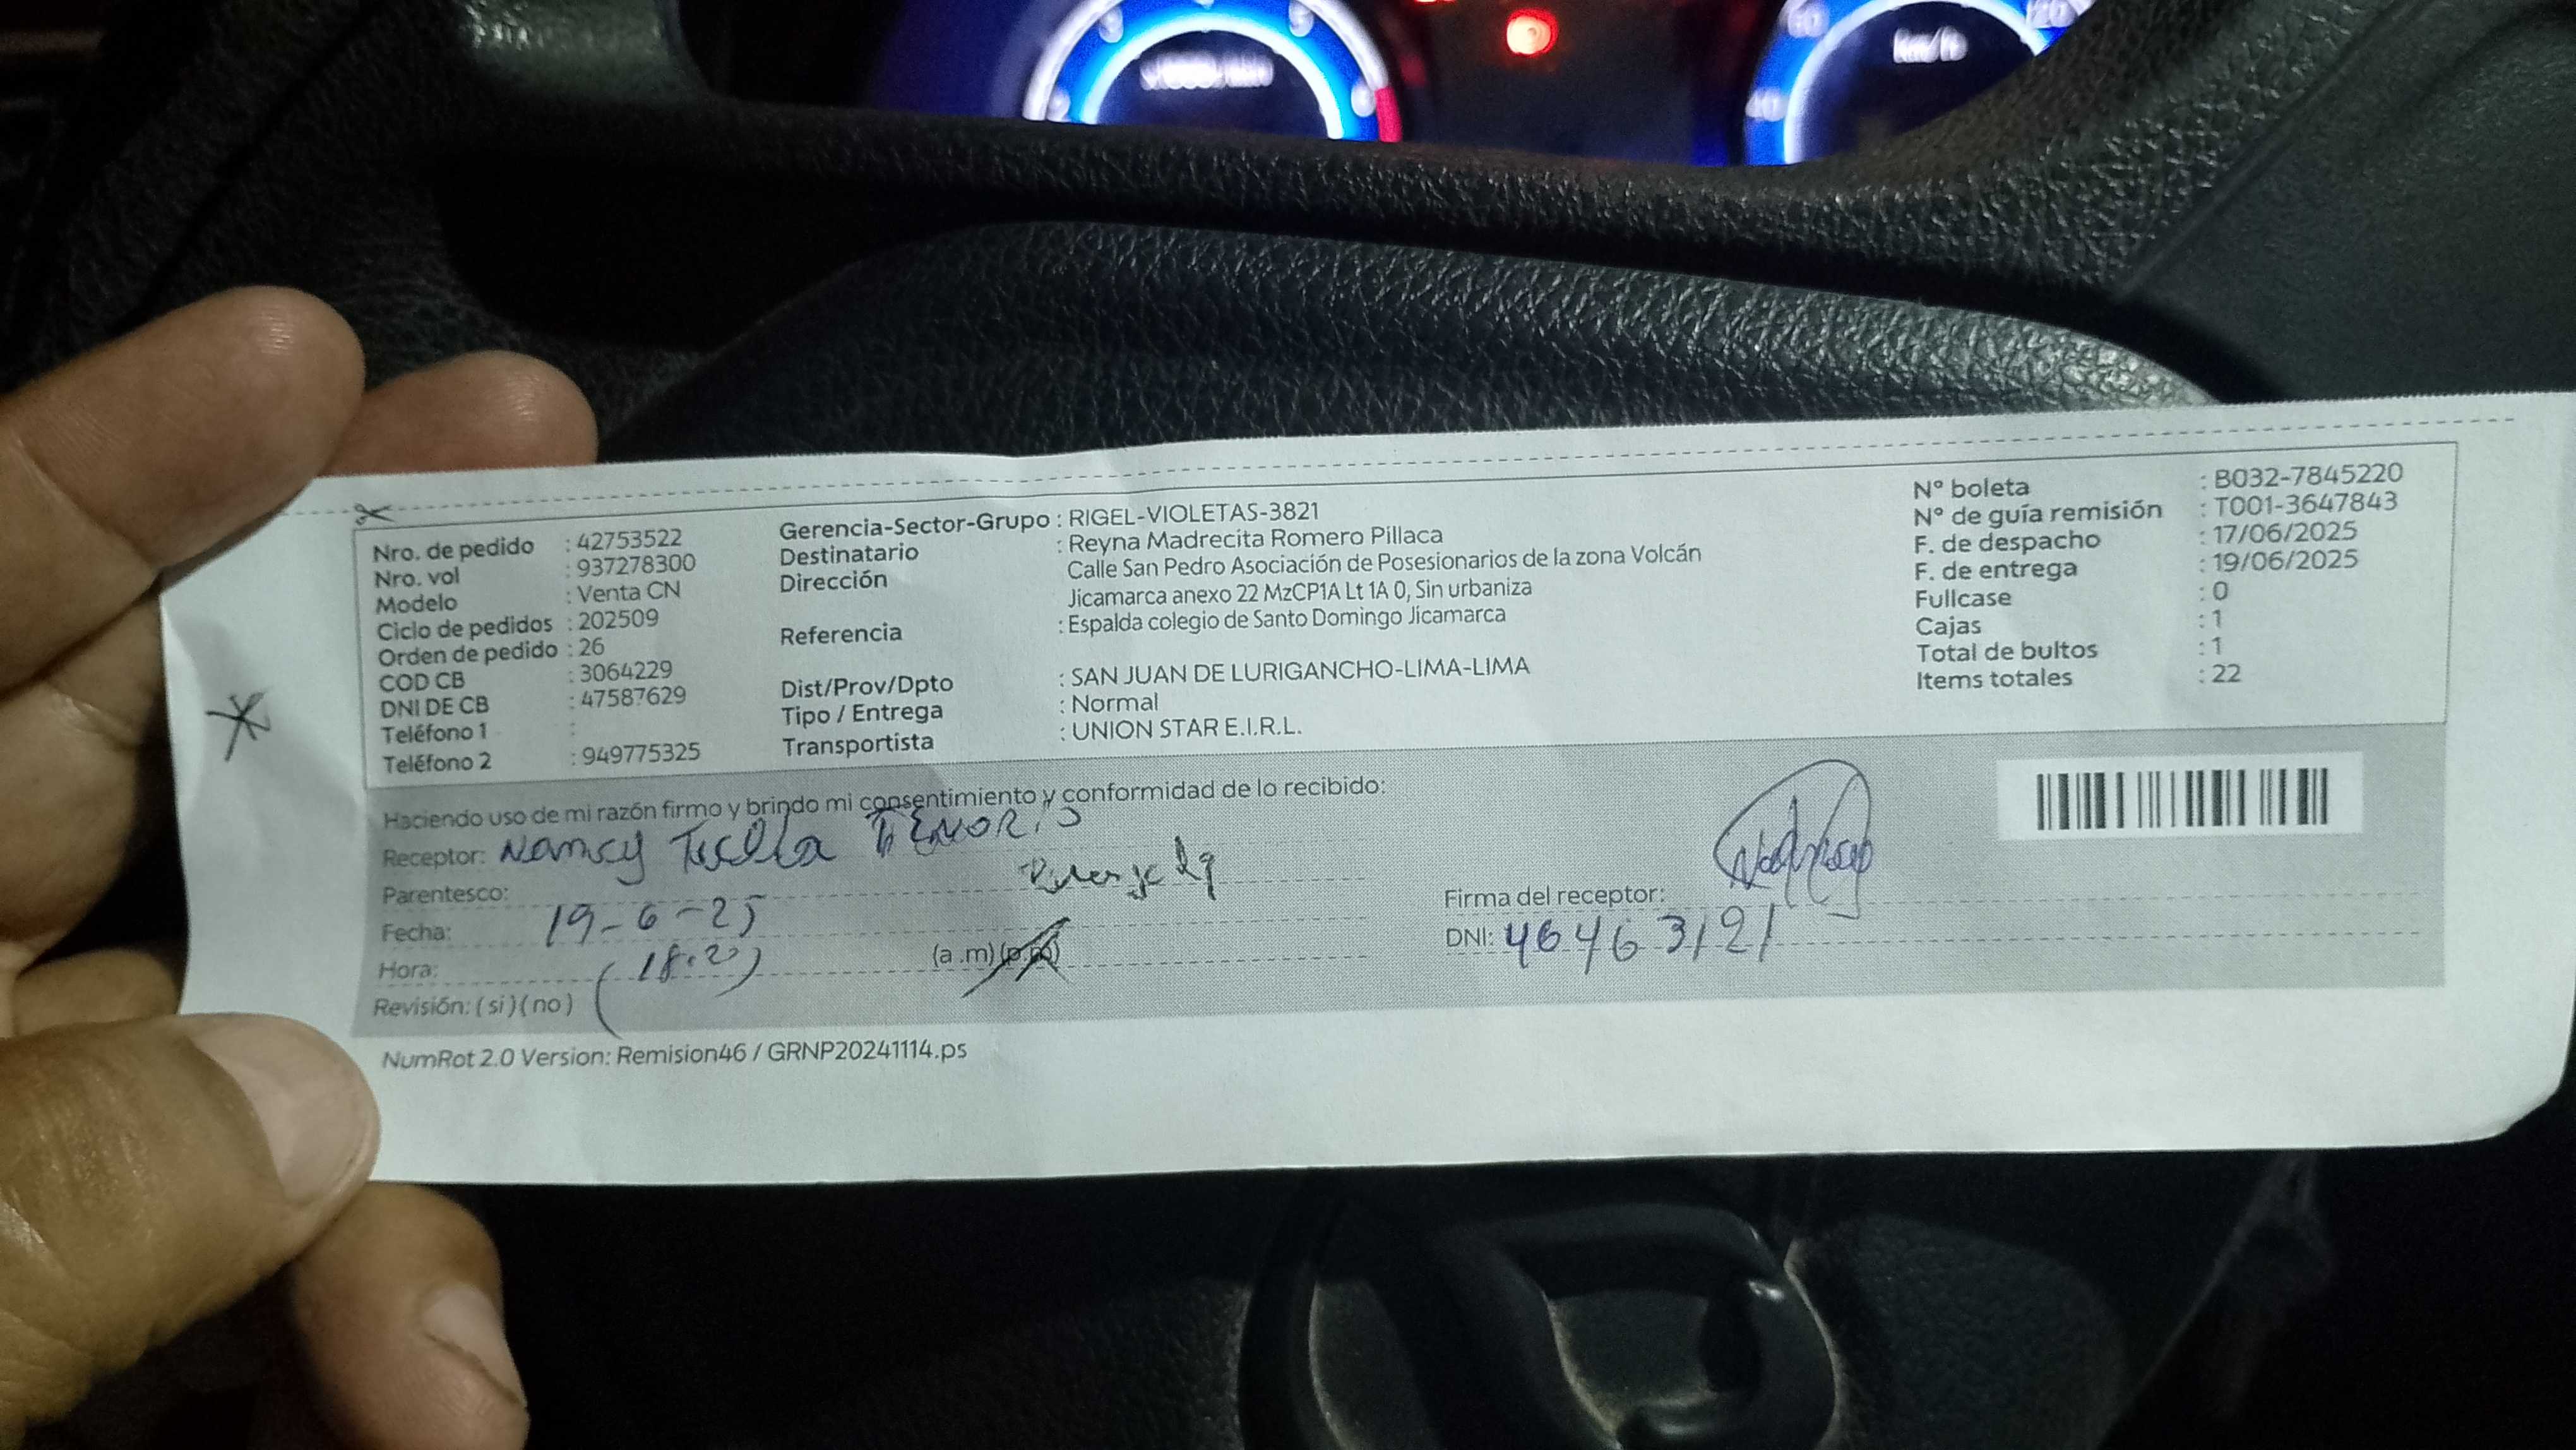 Nro. de pedido : 42753522
Nro. vol : 937278300
Modelo : Venta CN
Ciclo de pedidos : 202509
Orden de pedido : 26
COD CB : 3064229
DNI DE CB : 47587629
Teléfono 1 :
Teléfono 2 : 949775325
Gerencia-Sector-Grupo : RIGEL-VIOLETAS-3821
Destinatario : Reyna Madrecita Romero Pillaca
Dirección Calle San Pedro Asociación de Posesionarios de la zona Volcán
Jicamarca anexo 22 MzCP1A Lt 1A 0, Sin urbaniza
Referencia : Espalda colegio de Santo Domingo Jicamarca
Dist/Prov/Dpto : SAN JUAN DE LURIGANCHO-LIMA-LIMA
Tipo / Entrega : Normal
Transportista : UNION STAR E.I.R.L.
N° boleta : B032-7845220
N° de guía remisión : T001-3647843
F. de despacho : 17/06/2025
F. de entrega : 19/06/2025
Fullcase : 0
Cajas : 1
Total de bultos : 1
Items totales : 22
Haciendo uso de mi razón firmo y brindo mi consentimiento y conformidad de lo recibido:
Receptor: Nancy
Parentesco:
Fecha: 19-6-25
Hora: (18:20) (a.m) (p.m)
Revisión: (si) (no)
Firma del receptor:
DNI: 46463121
NumRot 2.0 Version: Remision46 / GRNP20241114.ps
km/h